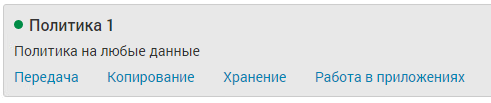 Политика 1
Политика на любые данные
Передача Копирование Хранение Работа в приложениях